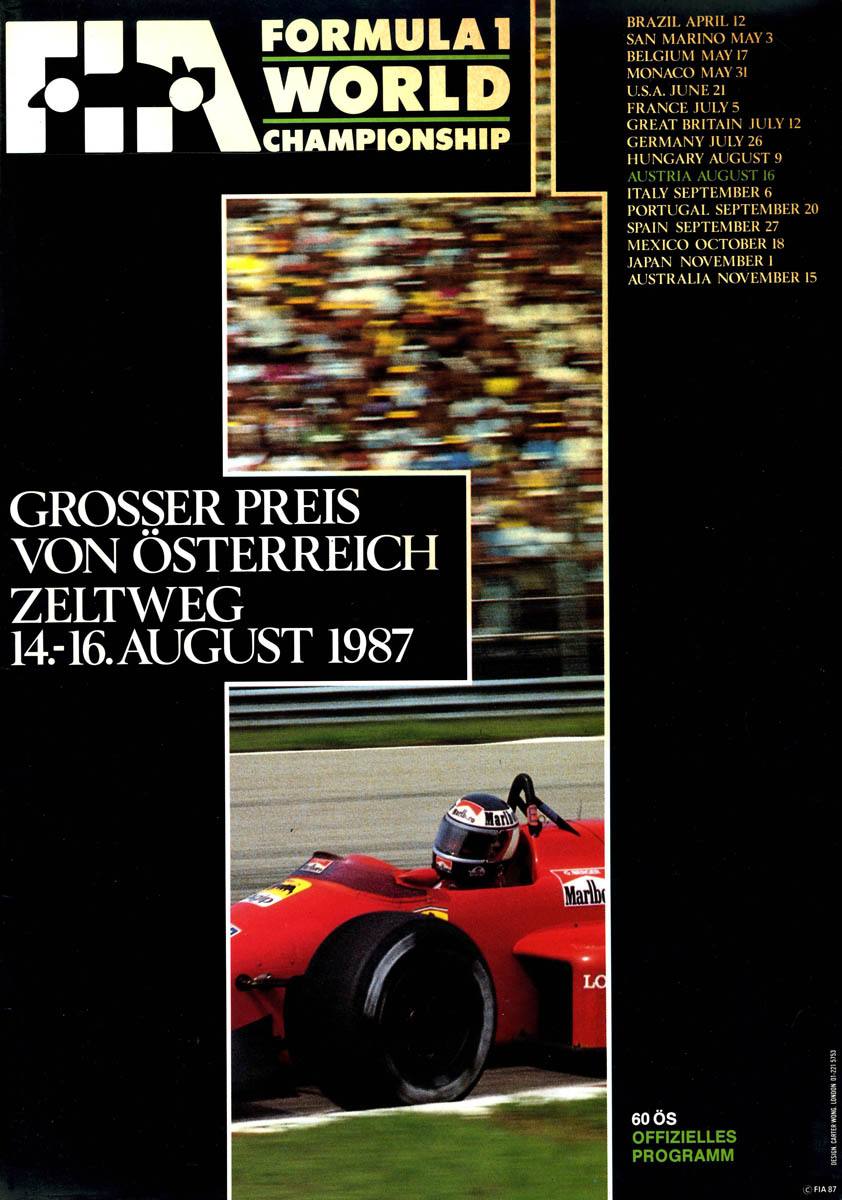 FIA
FORMULA 1
WORLD
CHAMPIONSHIP
BRAZIL APRIL 12
SAN MARINO MAY 3
BELGIUM MAY 17
MONACO MAY 31
U.S.A. JUNE 21
FRANCE JULY 5
GREAT BRITAIN JULY 12
GERMANY JULY 26
HUNGARY AUGUST 9
AUSTRIA AUGUST 16
ITALY SEPTEMBER 6
PORTUGAL SEPTEMBER 20
SPAIN SEPTEMBER 27
MEXICO OCTOBER 18
JAPAN NOVEMBER 1
AUSTRALIA NOVEMBER 15
GROSSER PREIS
VON ÖSTERREICH
ZELTWEG
14.-16. AUGUST 1987
Marlboro
Marlb
G. BERGER
Marlbo
LO
60 ÖS
OFFIZIELLES
PROGRAMM
DESIGN CARTER WONG, LONDON 01-221 5753
© FIA 87